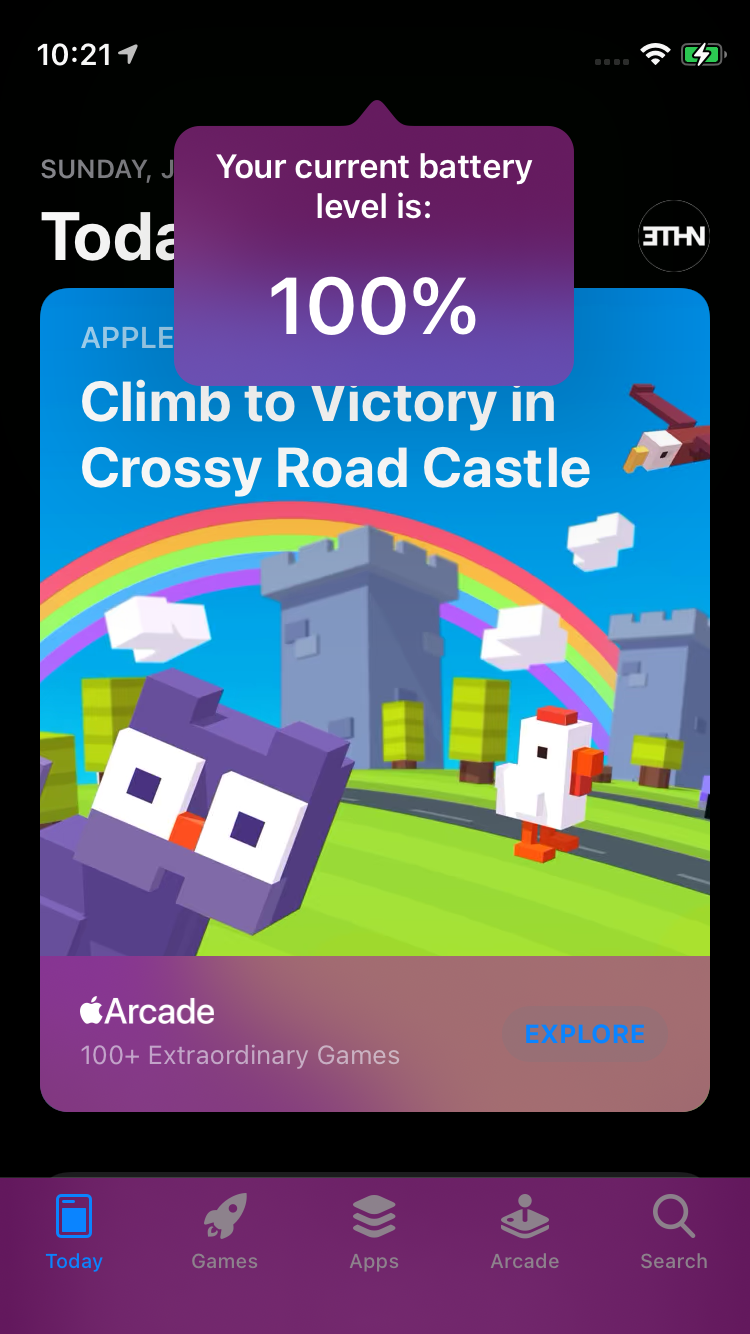 10:21
SUNDAY, J
Your current battery
level is:
100%
Toda
ƎTHN
APPLE
Climb to Victory in
Crossy Road Castle
Arcade
100+ Extraordinary Games
EXPLORE
Today
Games
Apps
Arcade
Search